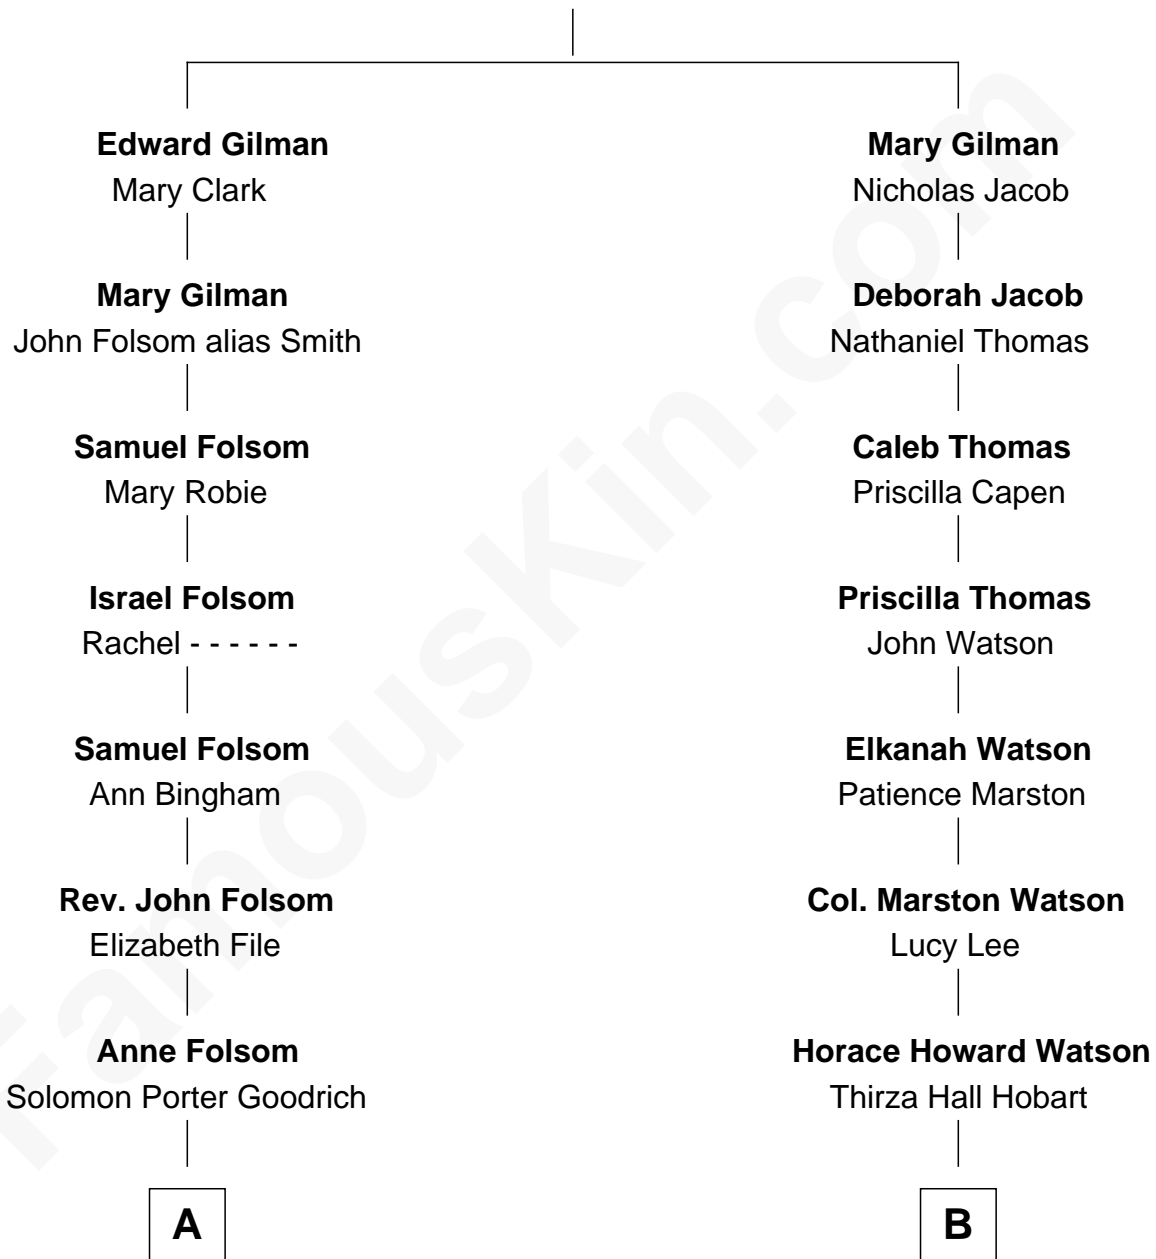 Edward Gilman
Mary Clark
Mary Gilman
John Folsom alias Smith
Samuel Folsom
Mary Robie
Israel Folsom
Rachel - - - - - -
Samuel Folsom
Ann Bingham
Rev. John Folsom
Elizabeth File
Anne Folsom
Solomon Porter Goodrich
A
Mary Gilman
Nicholas Jacob
Deborah Jacob
Nathaniel Thomas
Caleb Thomas
Priscilla Capen
Priscilla Thomas
John Watson
Elkanah Watson
Patience Marston
Col. Marston Watson
Lucy Lee
Horace Howard Watson
Thirza Hall Hobart
B
FamousKin.com